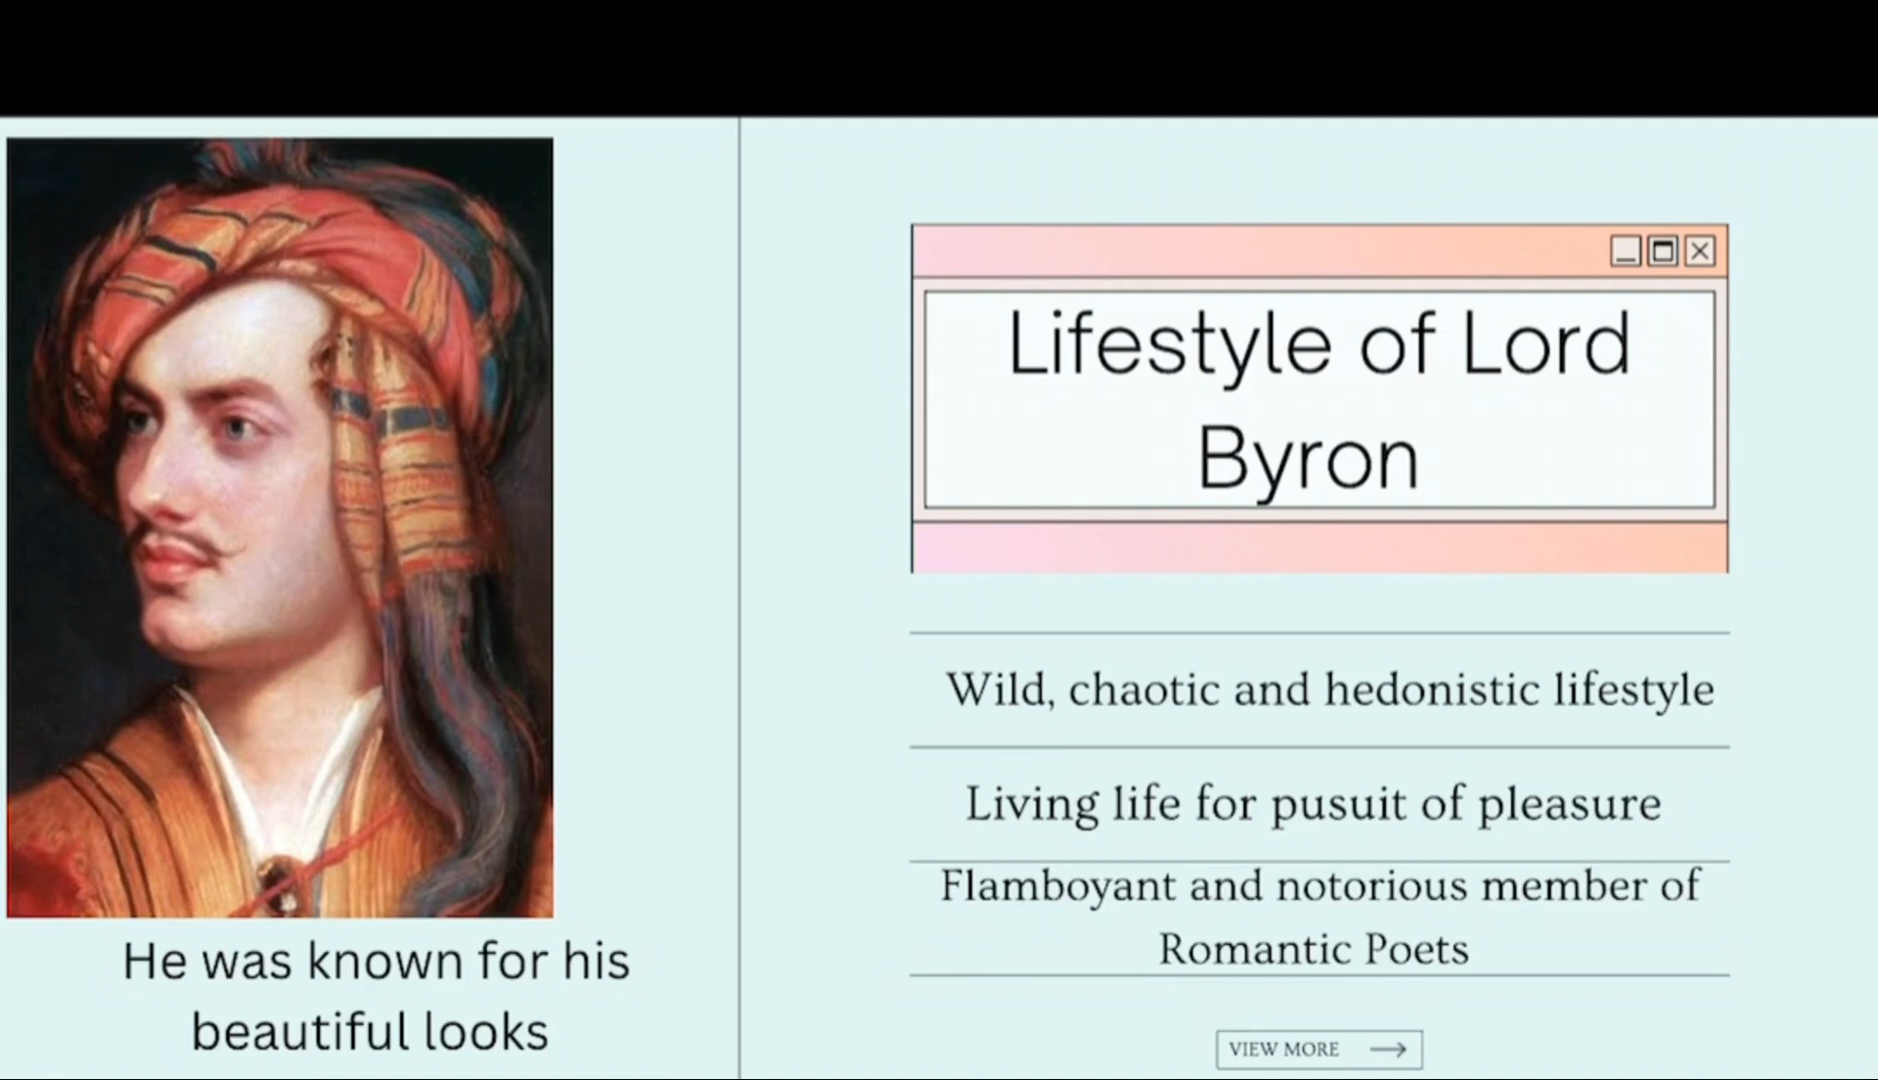 He was known for his
beautiful looks
Lifestyle of Lord
Byron
Wild, chaotic and hedonistic lifestyle
Living life for pusuit of pleasure
Flamboyant and notorious member of
Romantic Poets
VIEW MORE